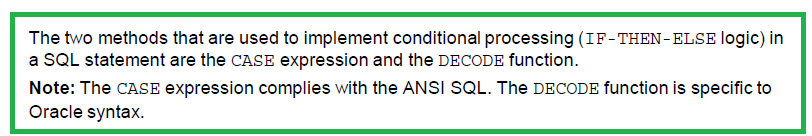 The two methods that are used to implement conditional processing (IF-THEN-ELSE logic) in
a SQL statement are the CASE expression and the DECODE function.
Note: The CASE expression complies with the ANSI SQL. The DECODE function is specific to
Oracle syntax.